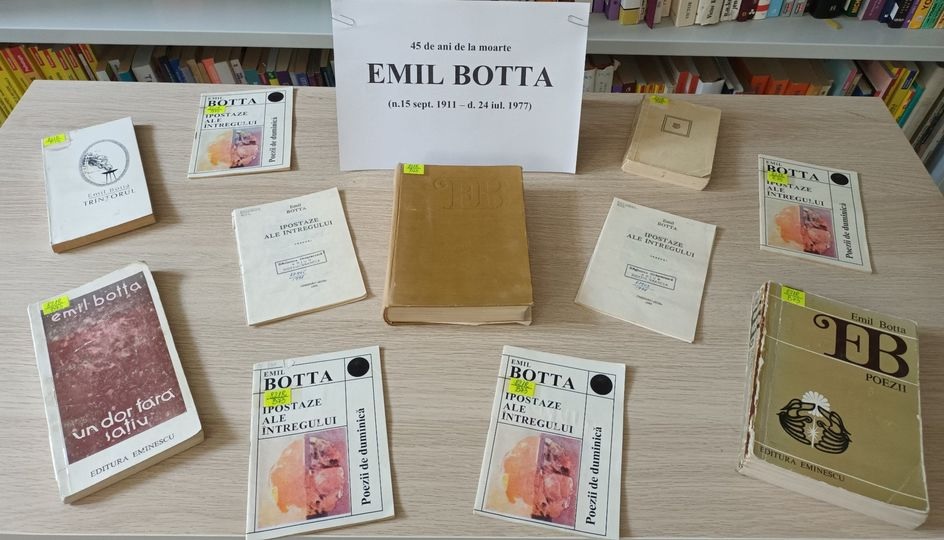 45 de ani de la moarte
EMIL BOTTA
(n.15 sept. 1911 – d. 24 iul. 1977)
Emil Botta
TRÎNTORUL
EMIL
BOTTA
IPOSTAZE
ALE
ÎNTREGULUI
Poezii de duminică
Emil
BOTTA
IPOSTAZE
ALE ÎNTREGULUI
EB
Emil
BOTTA
IPOSTAZE
ALE ÎNTREGULUI
EMIL
BOTTA
IPOSTAZE
ALE
ÎNTREGULUI
Poezii de duminică
emil botta
un dor fără
sațiu
EDITURA EMINESCU
EMIL
BOTTA
IPOSTAZE
ALE
ÎNTREGULUI
Poezii de duminică
EMIL
BOTTA
IPOSTAZE
ALE
ÎNTREGULUI
Poezii de duminică
Emil Botta
EB
POEZII
EDITURA EMINESCU